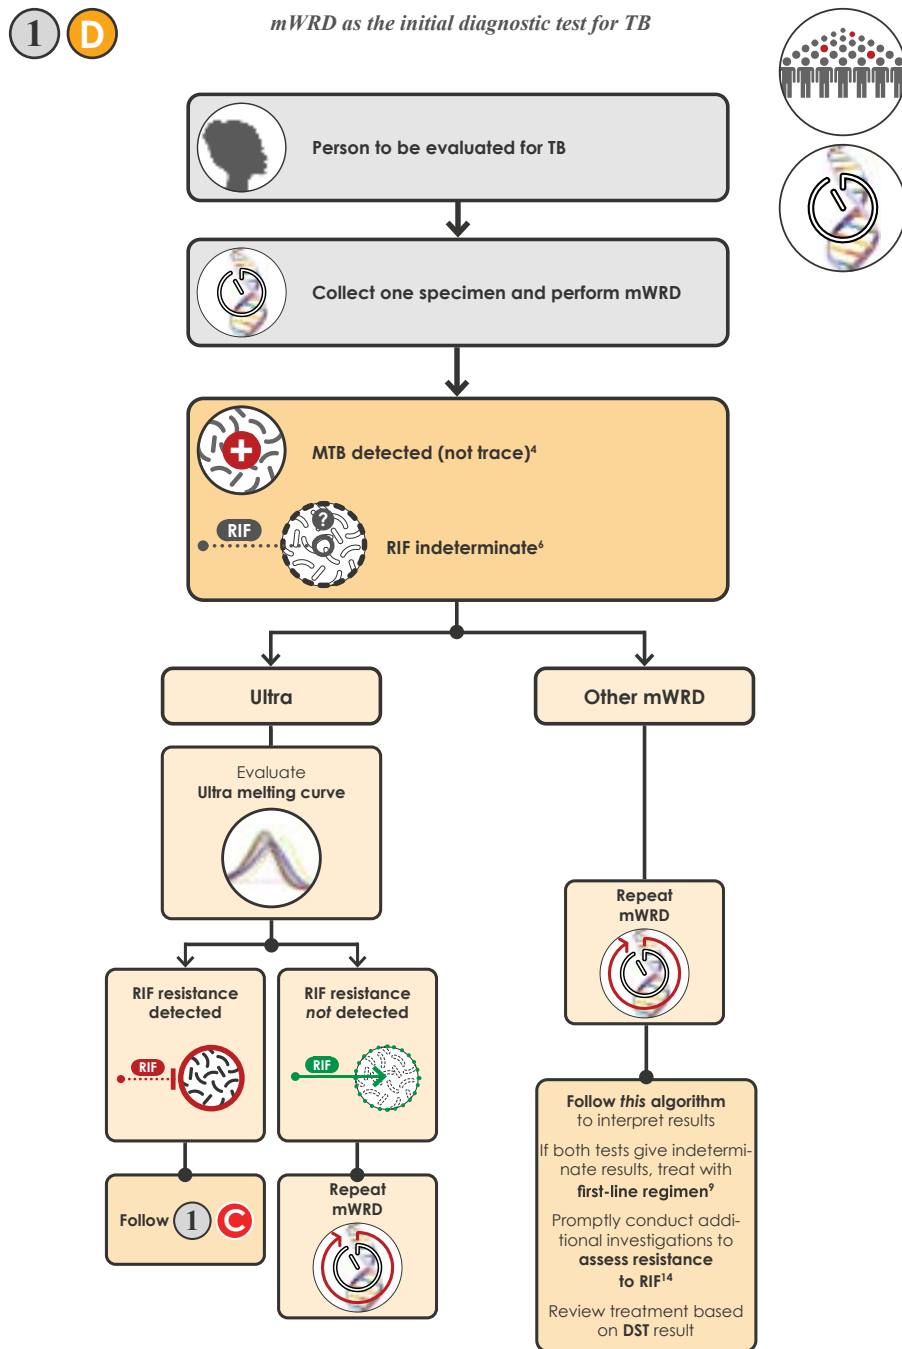 1 D
mWRD as the initial diagnostic test for TB
Person to be evaluated for TB
Collect one specimen and perform mWRD
MTB detected (not trace)⁴
?
RIF
RIF indeterminate⁶
Ultra
Other mWRD
Evaluate
Ultra melting curve
RIF resistance
detected
RIF
RIF resistance
not detected
RIF
Follow 1 C
Repeat
mWRD
Repeat
mWRD
Follow this algorithm
to interpret results
If both tests give indetermi-
nate results, treat with
first-line regimen⁹
Promptly conduct addi-
tional investigations to
assess resistance
to RIF¹⁴
Review treatment based
on DST result